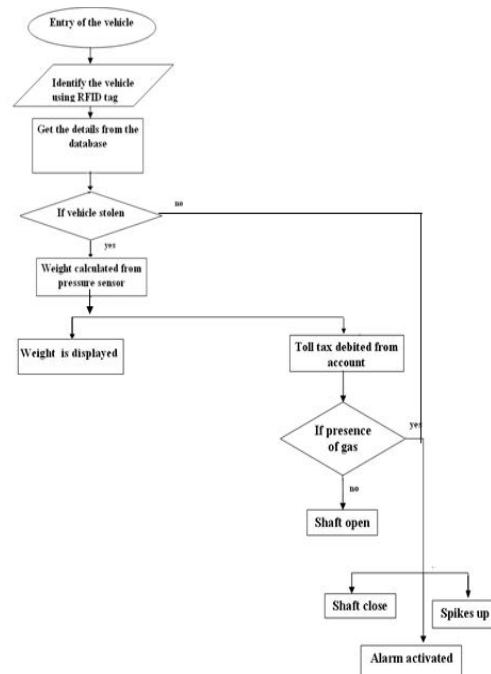 Entry of the vehicle
Identify the vehicle
using RFID tag
Get the details from the
database
If vehicle stolen
no
yes
Weight calculated from
pressure sensor
Weight is displayed
Toll tax debited from
account
If presence
of gas
yes
no
Shaft open
Shaft close
Spikes up
Alarm activated